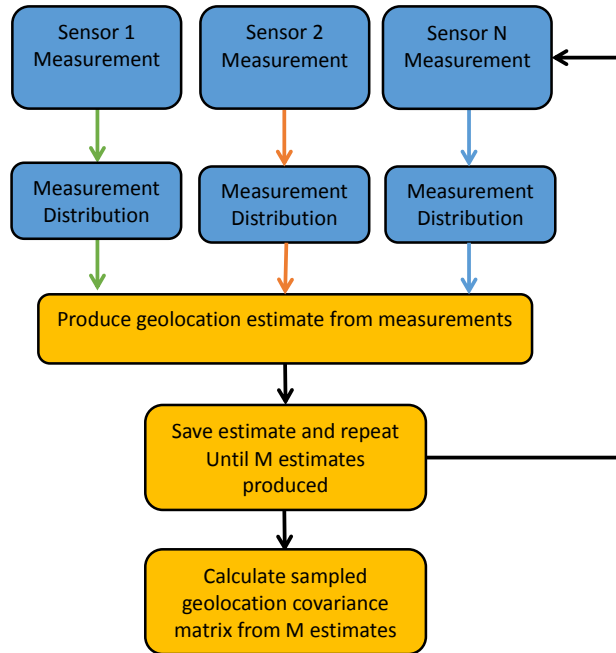 Sensor 1
Measurement
Sensor 2
Measurement
Sensor N
Measurement
Measurement
Distribution
Measurement
Distribution
Measurement
Distribution
Produce geolocation estimate from measurements
Save estimate and repeat
Until M estimates
produced
Calculate sampled
geolocation covariance
matrix from M estimates